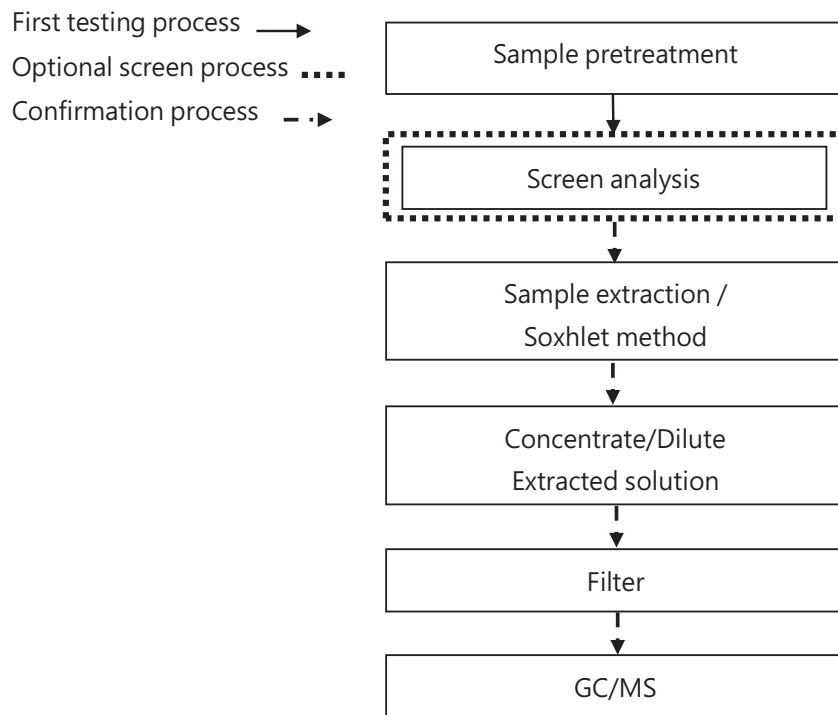 First testing process
Optional screen process
Confirmation process
Sample pretreatment
Screen analysis
Sample extraction /
Soxhlet method
Concentrate/Dilute
Extracted solution
Filter
GC/MS